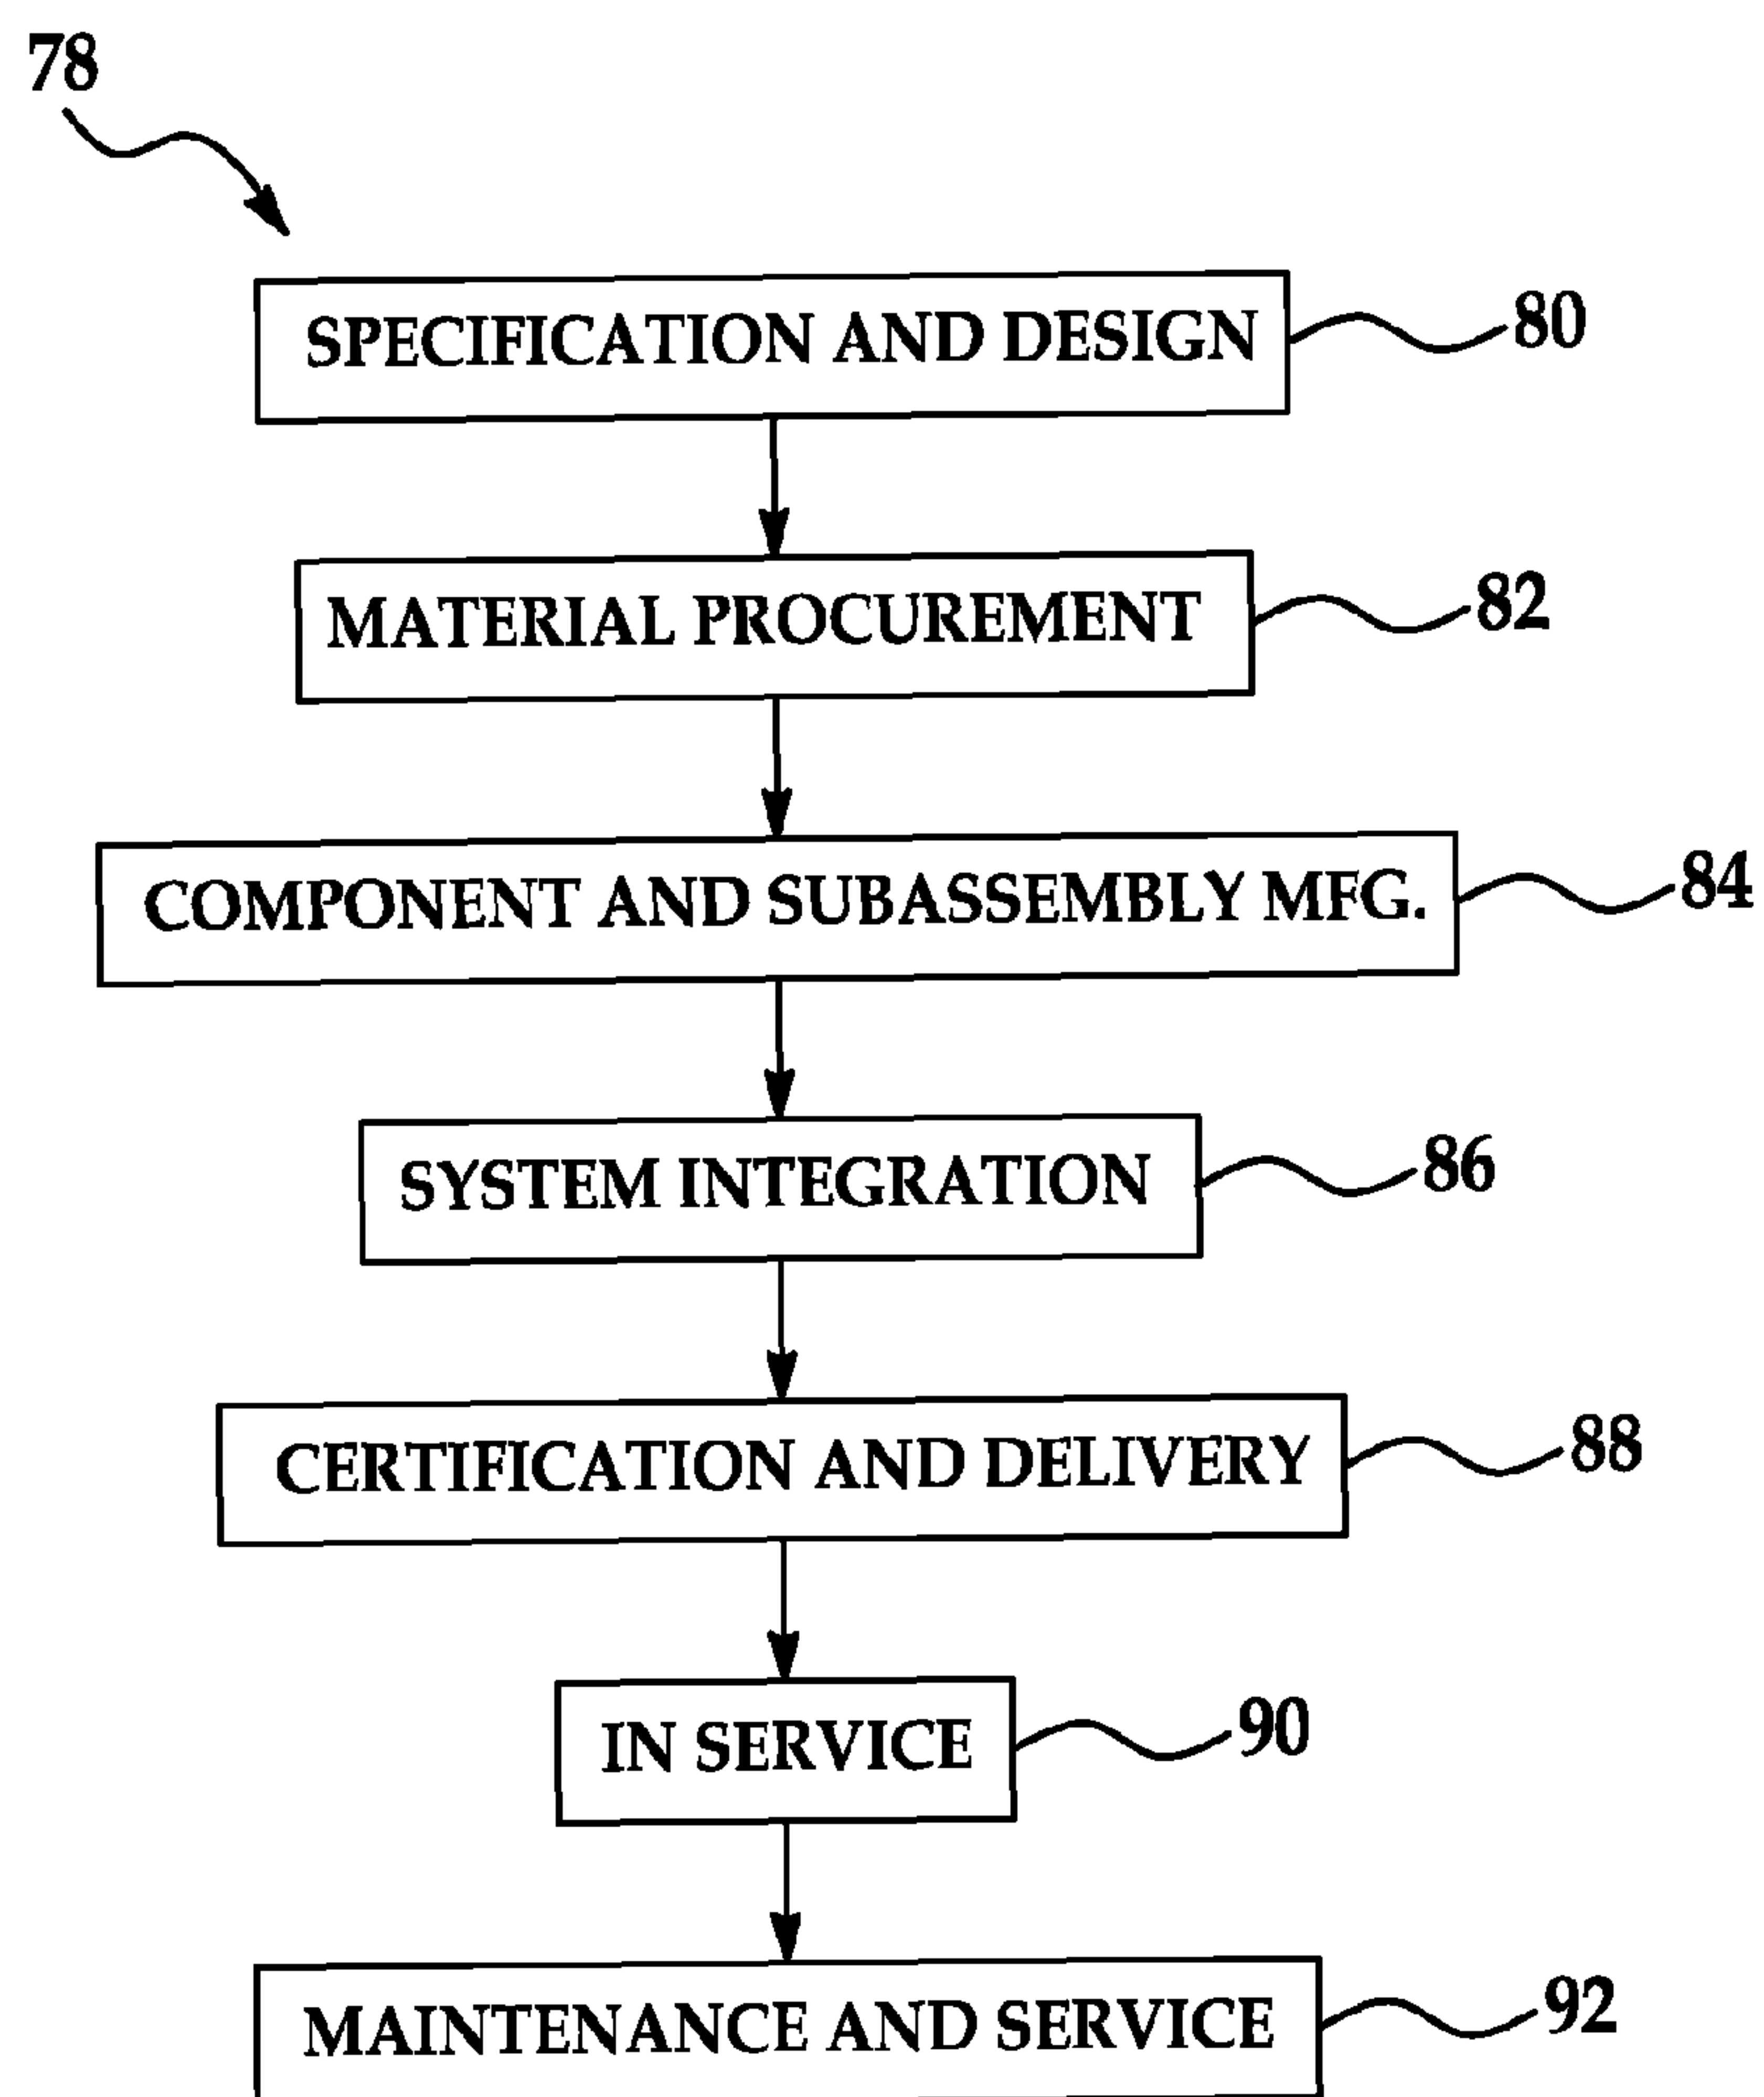 78
SPECIFICATION AND DESIGN 80
MATERIAL PROCUREMENT 82
COMPONENT AND SUBASSEMBLY MFG. 84
SYSTEM INTEGRATION 86
CERTIFICATION AND DELIVERY 88
IN SERVICE 90
MAINTENANCE AND SERVICE 92